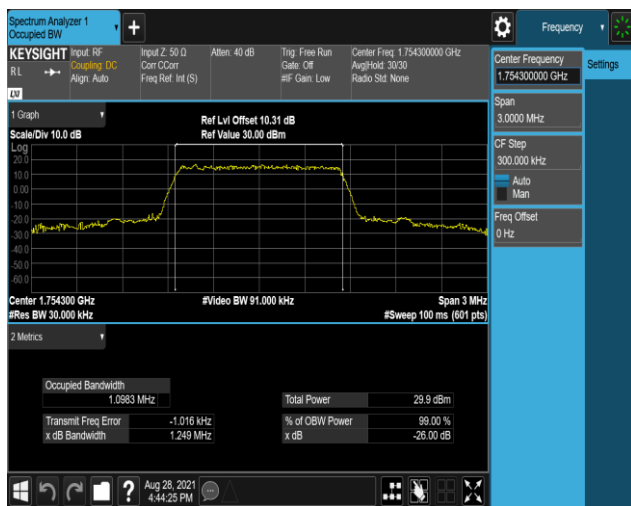 Spectrum Analyzer 1
Occupied BW
Frequency
KEYSIGHT
RL
LXI
Input: RF
Coupling: DC
Align: Auto
Input Z: 50 Ω
Corr CCorr
Freq Ref: Int (S)
Atten: 40 dB
Trig: Free Run
Gate: Off
#IF Gain: Low
Center Freq: 1.754300000 GHz
Avg|Hold: 30/30
Radio Std: None
Center Frequency
1.754300000 GHz
Settings
Span
3.0000 MHz
CF Step
300.000 kHz
Auto
Man
Freq Offset
0 Hz
1 Graph
Scale/Div 10.0 dB
Ref Lvl Offset 10.31 dB
Ref Value 30.00 dBm
Log
20.0
10.0
0.00
-10.0
-20.0
-30.0
-40.0
-50.0
-60.0
Center 1.754300 GHz
#Video BW 91.000 kHz
Span 3 MHz
#Res BW 30.000 kHz
#Sweep 100 ms (601 pts)
2 Metrics
Occupied Bandwidth
1.0983 MHz
Total Power 29.9 dBm
Transmit Freq Error -1.016 kHz
% of OBW Power 99.00 %
x dB Bandwidth 1.249 MHz
x dB -26.00 dB
?
Aug 28, 2021
4:44:25 PM